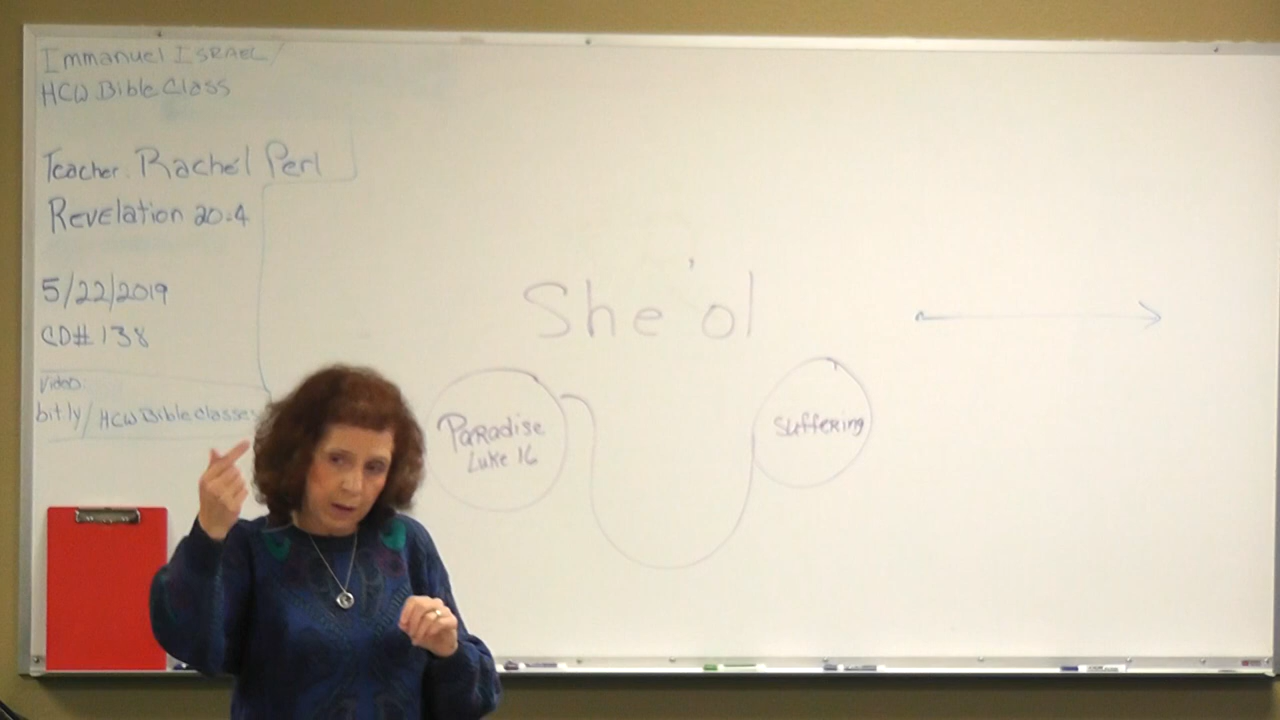 Immanuel ISRAEL/
HCW Bible Class
Teacher: Rachel Perl
Revelation 20:4
5/22/2019
CD# 138
Video:
bit.ly/HCWBibleclasses
She'ol
Paradise
Luke 16
Suffering